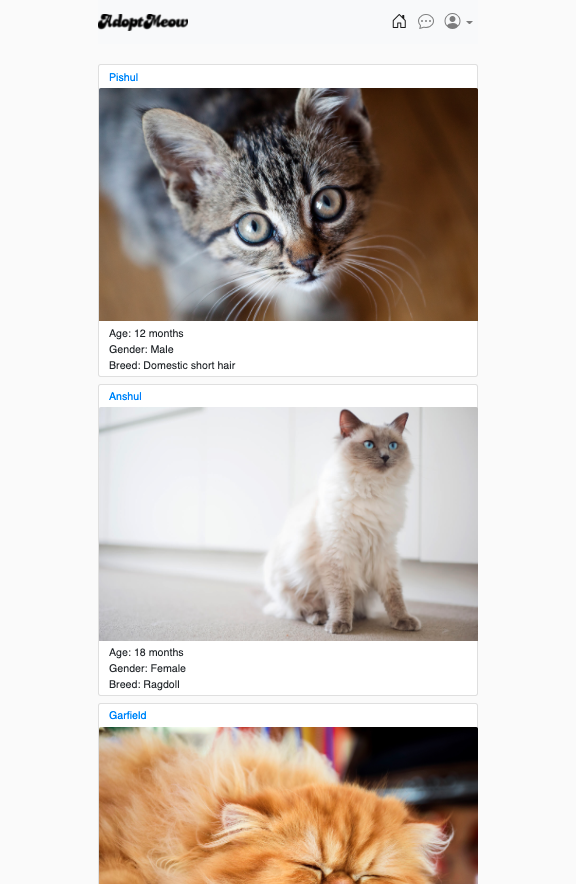 AdoptMeow
Pishul
Age: 12 months
Gender: Male
Breed: Domestic short hair
Anshul
Age: 18 months
Gender: Female
Breed: Ragdoll
Garfield